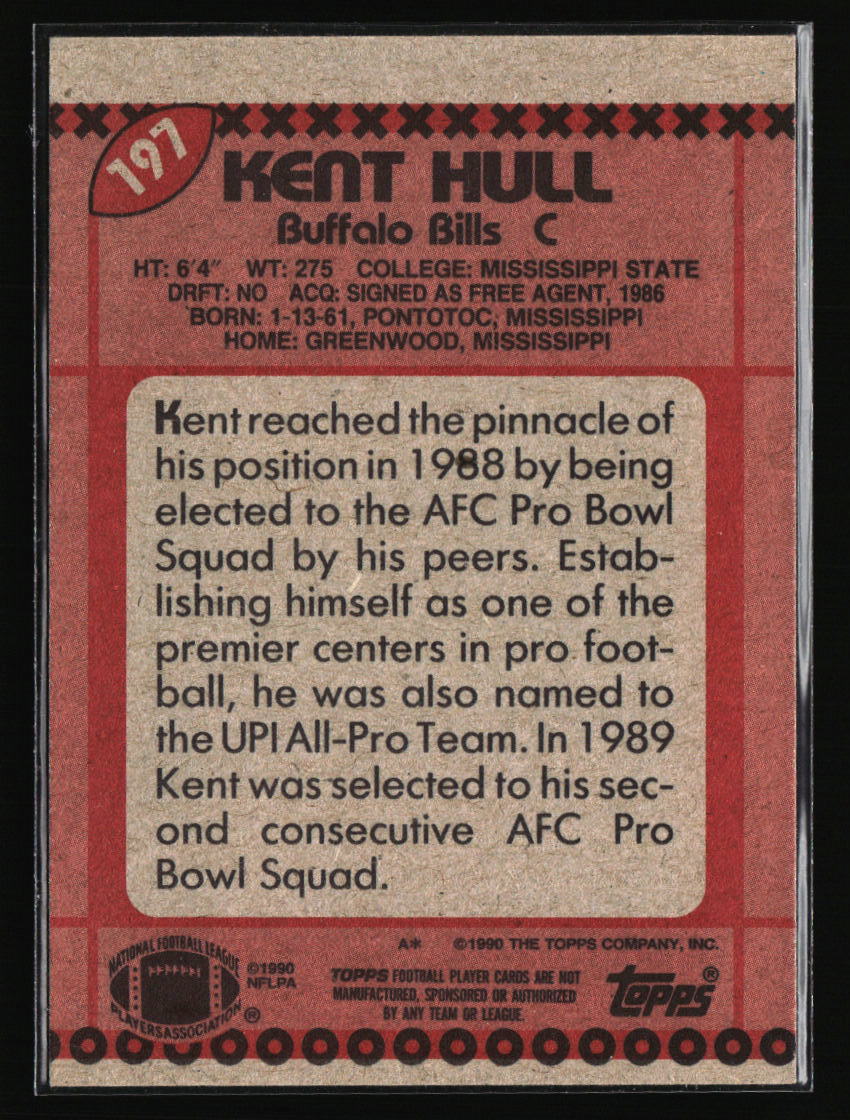 197
KENT HULL
Buffalo Bills C
HT: 6'4" WT: 275 COLLEGE: MISSISSIPPI STATE
DRFT: NO ACQ: SIGNED AS FREE AGENT, 1986
BORN: 1-13-61, PONTOTOC, MISSISSIPPI
HOME: GREENWOOD, MISSISSIPPI
Kent reached the pinnacle of
his position in 1988 by being
elected to the AFC Pro Bowl
Squad by his peers. Estab-
lishing himself as one of the
premier centers in pro foot-
ball, he was also named to
the UPI All-Pro Team. In 1989
Kent was selected to his sec-
ond consecutive AFC Pro
Bowl Squad.
A* ©1990 THE TOPPS COMPANY, INC.
NATIONAL FOOTBALL LEAGUE
PLAYERS ASSOCIATION ®
©1990
NFLPA
TOPPS FOOTBALL PLAYER CARDS ARE NOT
MANUFACTURED, SPONSORED OR AUTHORIZED
BY ANY TEAM OR LEAGUE.
topps®